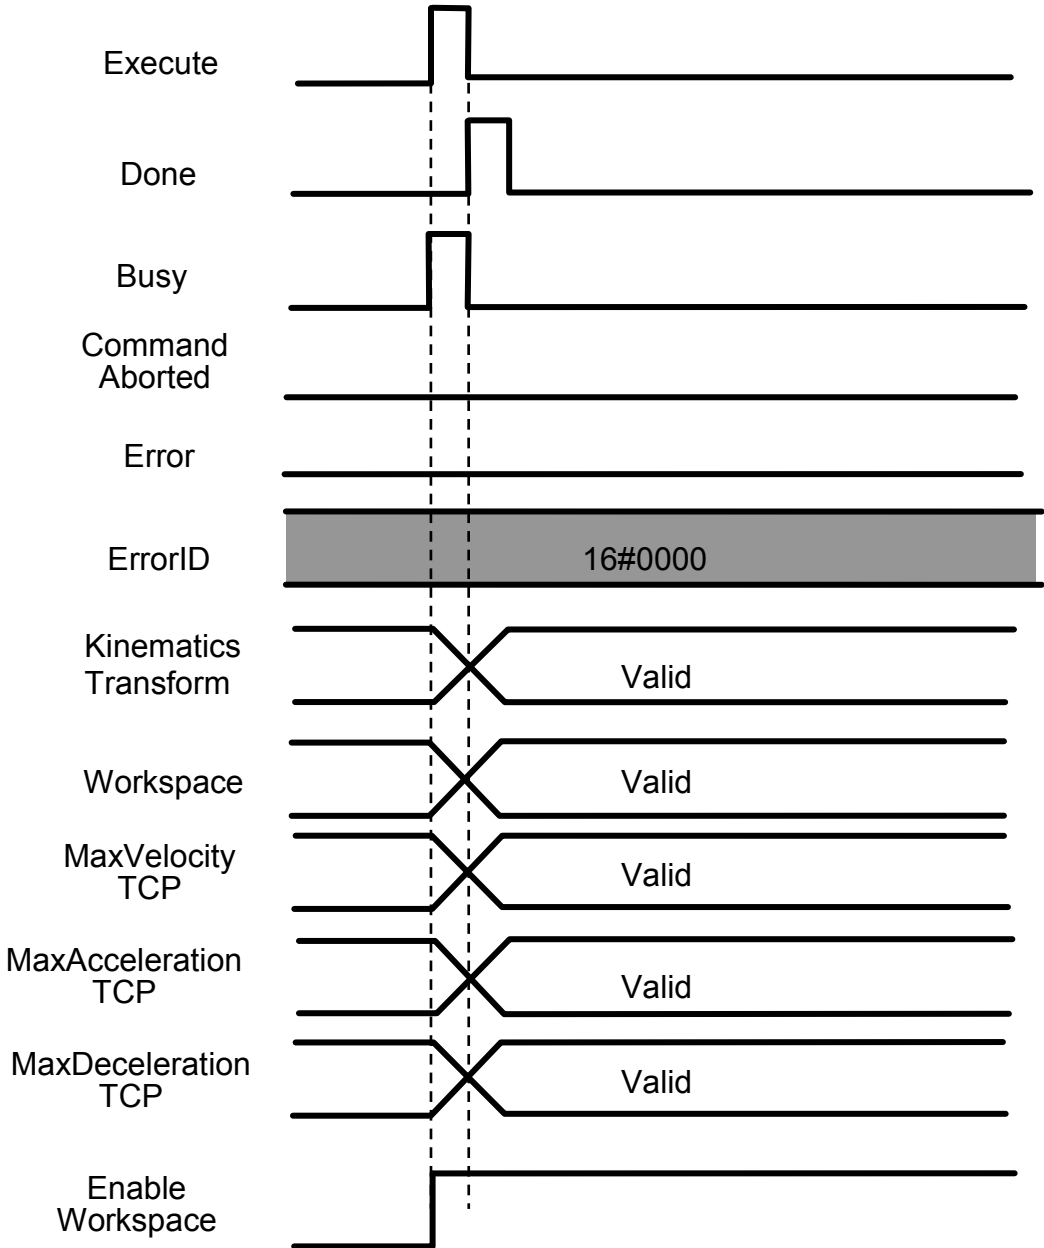 Execute
Done
Busy
Command
Aborted
Error
ErrorID
16#0000
Kinematics
Transform
Valid
Workspace
Valid
MaxVelocity
TCP
Valid
MaxAcceleration
TCP
Valid
MaxDeceleration
TCP
Valid
Enable
Workspace